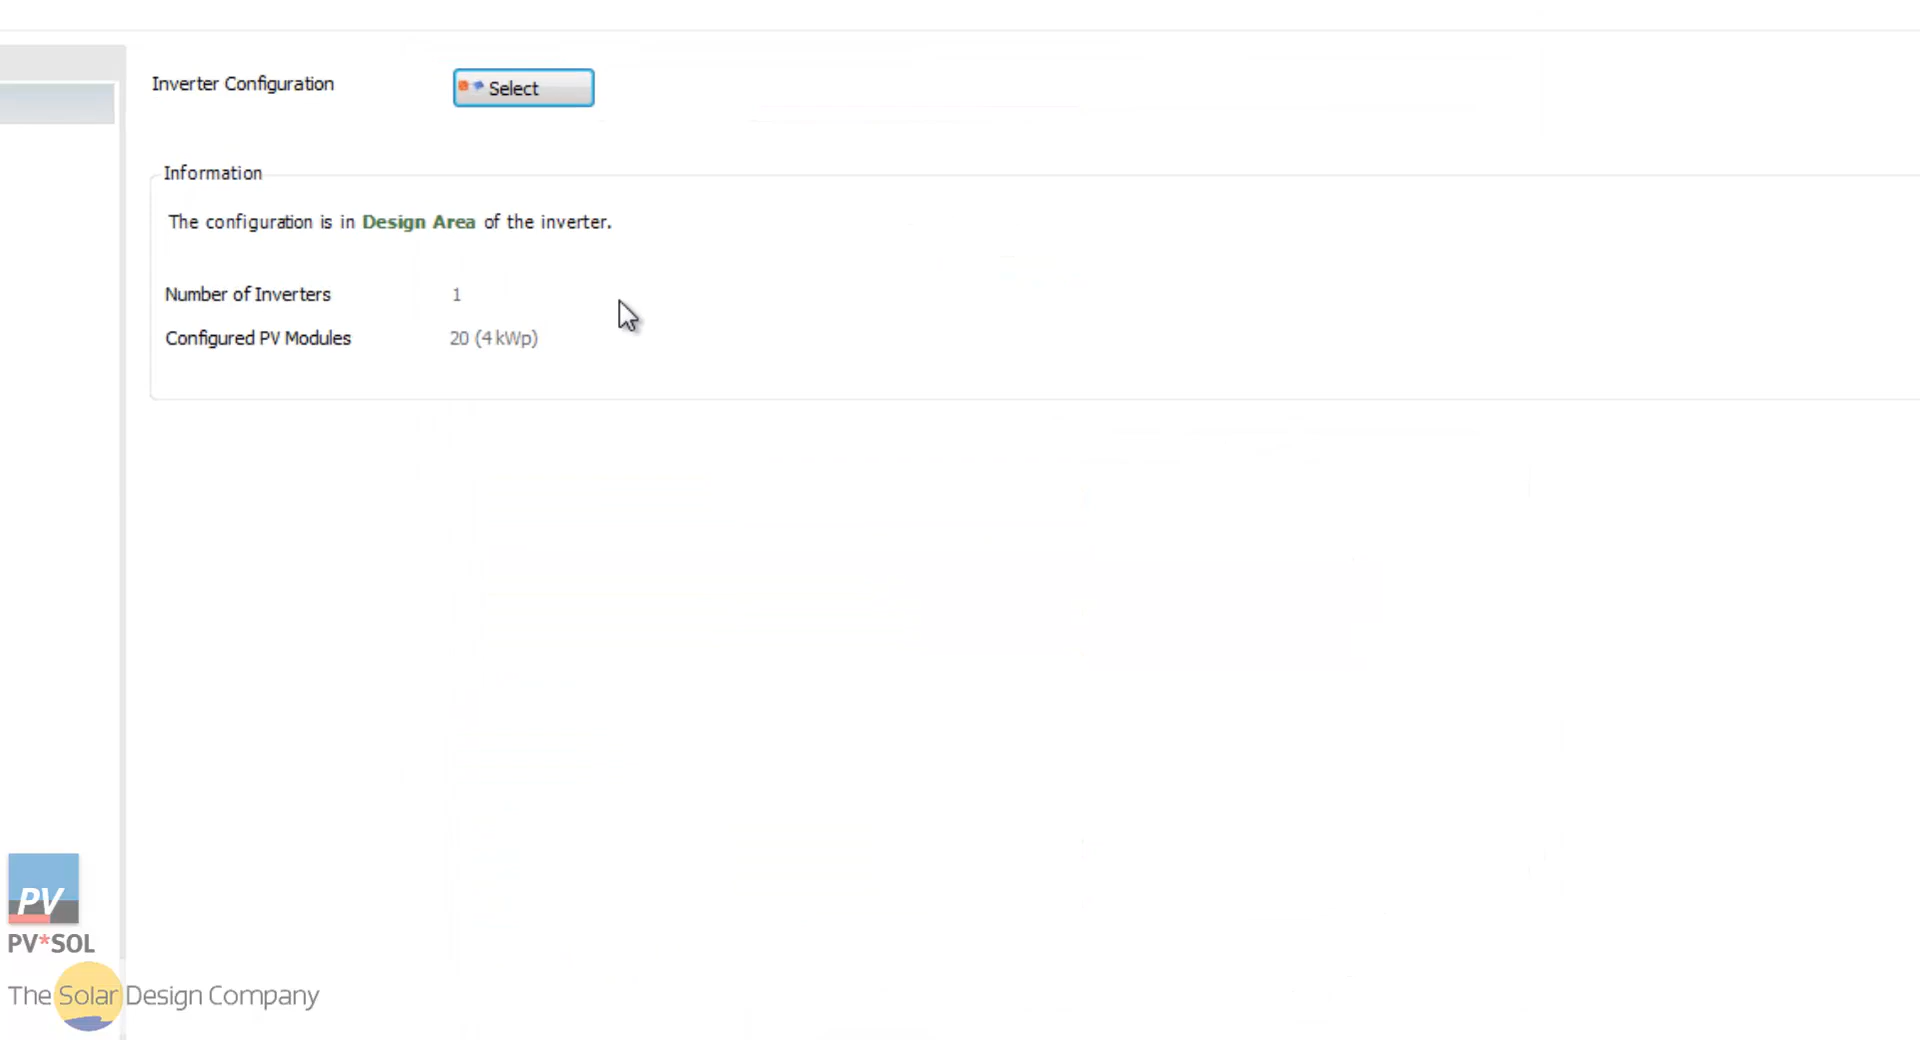 Inverter Configuration
Select
Information
The configuration is in Design Area of the inverter.
Number of Inverters 1
Configured PV Modules 20 (4 kWp)
PV
PV*SOL
The Solar Design Company